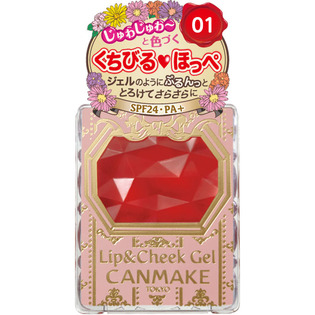 じゅわじゅわ〜
と色づく
01
くちびる♥ほっぺ
ジェルのようにぷるんっと
とろけてさらさらに
SPF24・PA+
Lip&Cheek Gel
CANMAKE
TOKYO